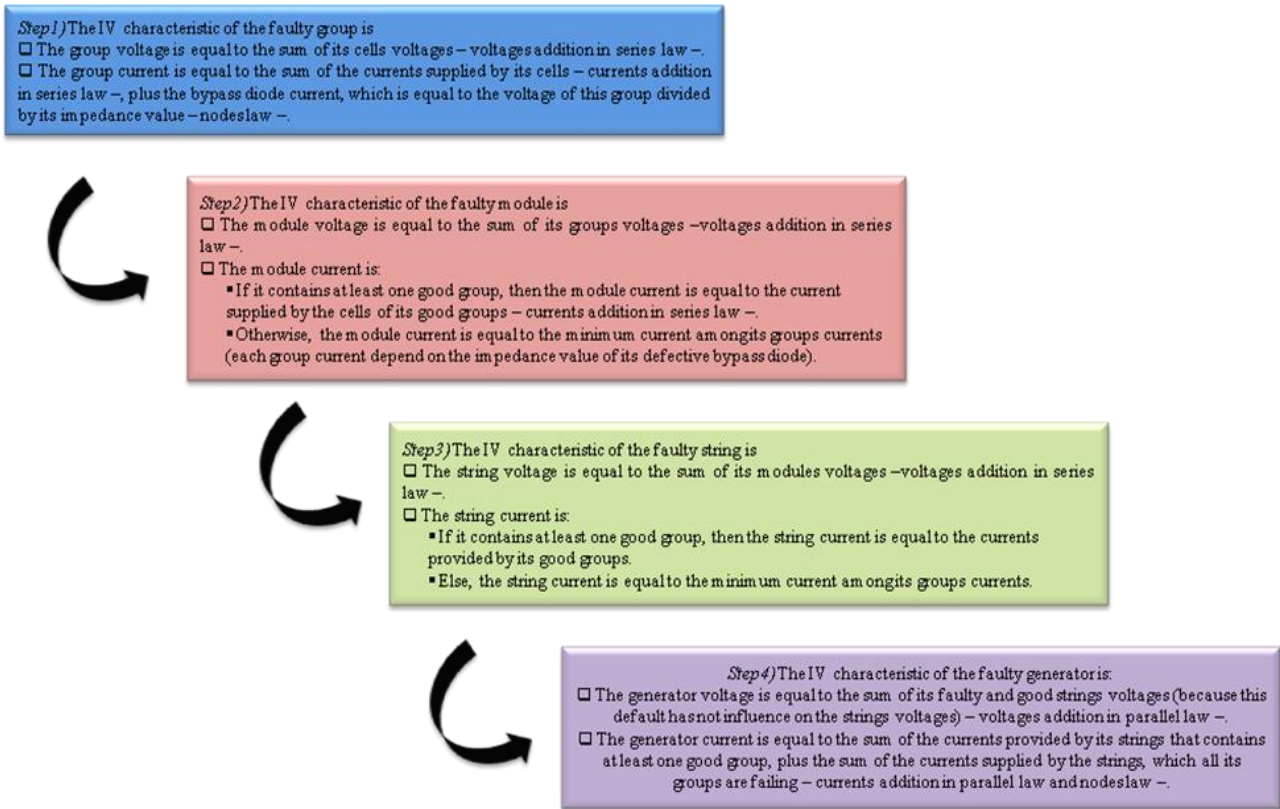 Step1) The IV characteristic of the faulty group is
❑ The group voltage is equal to the sum of its cells voltages – voltages addition in series law –.
❑ The group current is equal to the sum of the currents supplied by its cells – currents addition
in series law –, plus the bypass diode current, which is equal to the voltage of this group divided
by its impedance value – nodes law –.
Step2) The IV characteristic of the faulty module is
❑ The module voltage is equal to the sum of its groups voltages –voltages addition in series
law –.
❑ The module current is:
▪ If it contains at least one good group, then the module current is equal to the current
supplied by the cells of its good groups – currents addition in series law –.
▪ Otherwise, the module current is equal to the minimum current among its groups currents
(each group current depend on the impedance value of its defective bypass diode).
Step3) The IV characteristic of the faulty string is
❑ The string voltage is equal to the sum of its modules voltages –voltages addition in series
law –.
❑ The string current is:
▪ If it contains at least one good group, then the string current is equal to the currents
provided by its good groups.
▪ Else, the string current is equal to the minimum current among its groups currents.
Step4) The IV characteristic of the faulty generator is:
❑ The generator voltage is equal to the sum of its faulty and good strings voltages (because this
default has not influence on the strings voltages) – voltages addition in parallel law –.
❑ The generator current is equal to the sum of the currents provided by its strings that contains
at least one good group, plus the sum of the currents supplied by the strings, which all its
groups are failing – currents addition in parallel law and nodes law –.